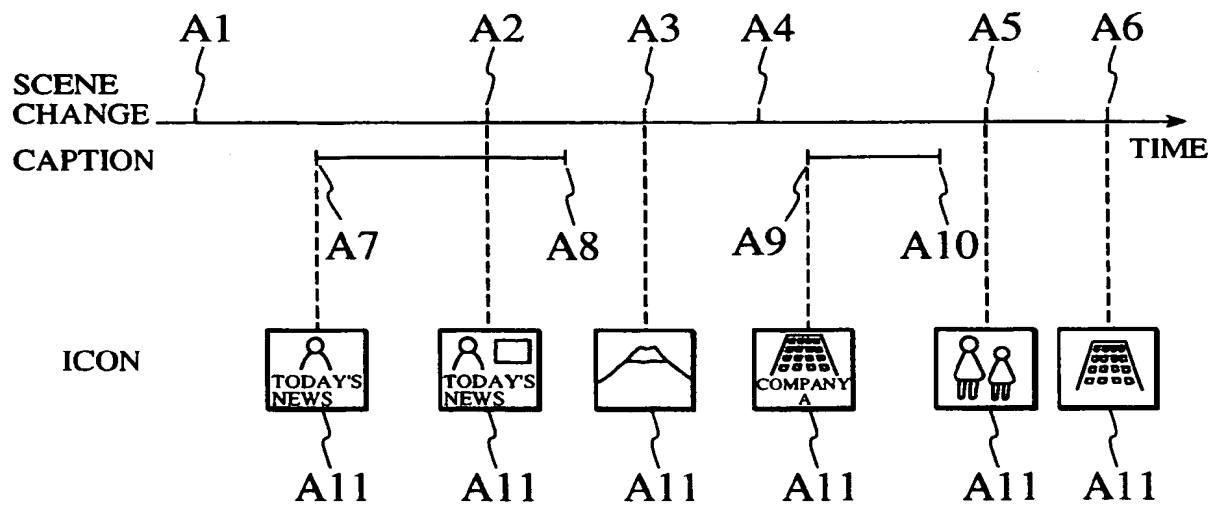 A1 A2 A3 A4 A5 A6
SCENE
CHANGE
TIME
CAPTION
A7 A8 A9 A10
ICON
TODAY'S
NEWS
TODAY'S
NEWS
COMPANY
A
A11 A11 A11 A11 A11 A11